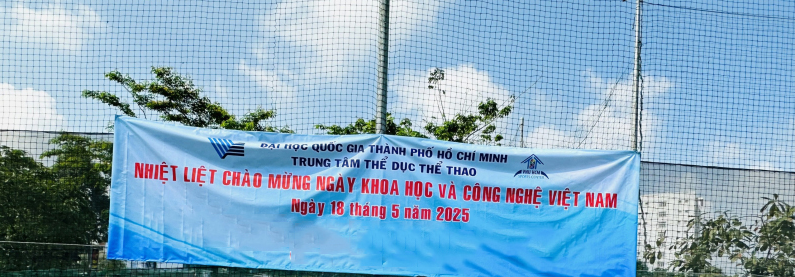 ĐẠI HỌC QUỐC GIA THÀNH PHỐ HỒ CHÍ MINH
TRUNG TÂM THỂ DỤC THỂ THAO
NHIỆT LIỆT CHÀO MỪNG NGÀY KHOA HỌC VÀ CÔNG NGHỆ VIỆT NAM
Ngày 18 tháng 5 năm 2025